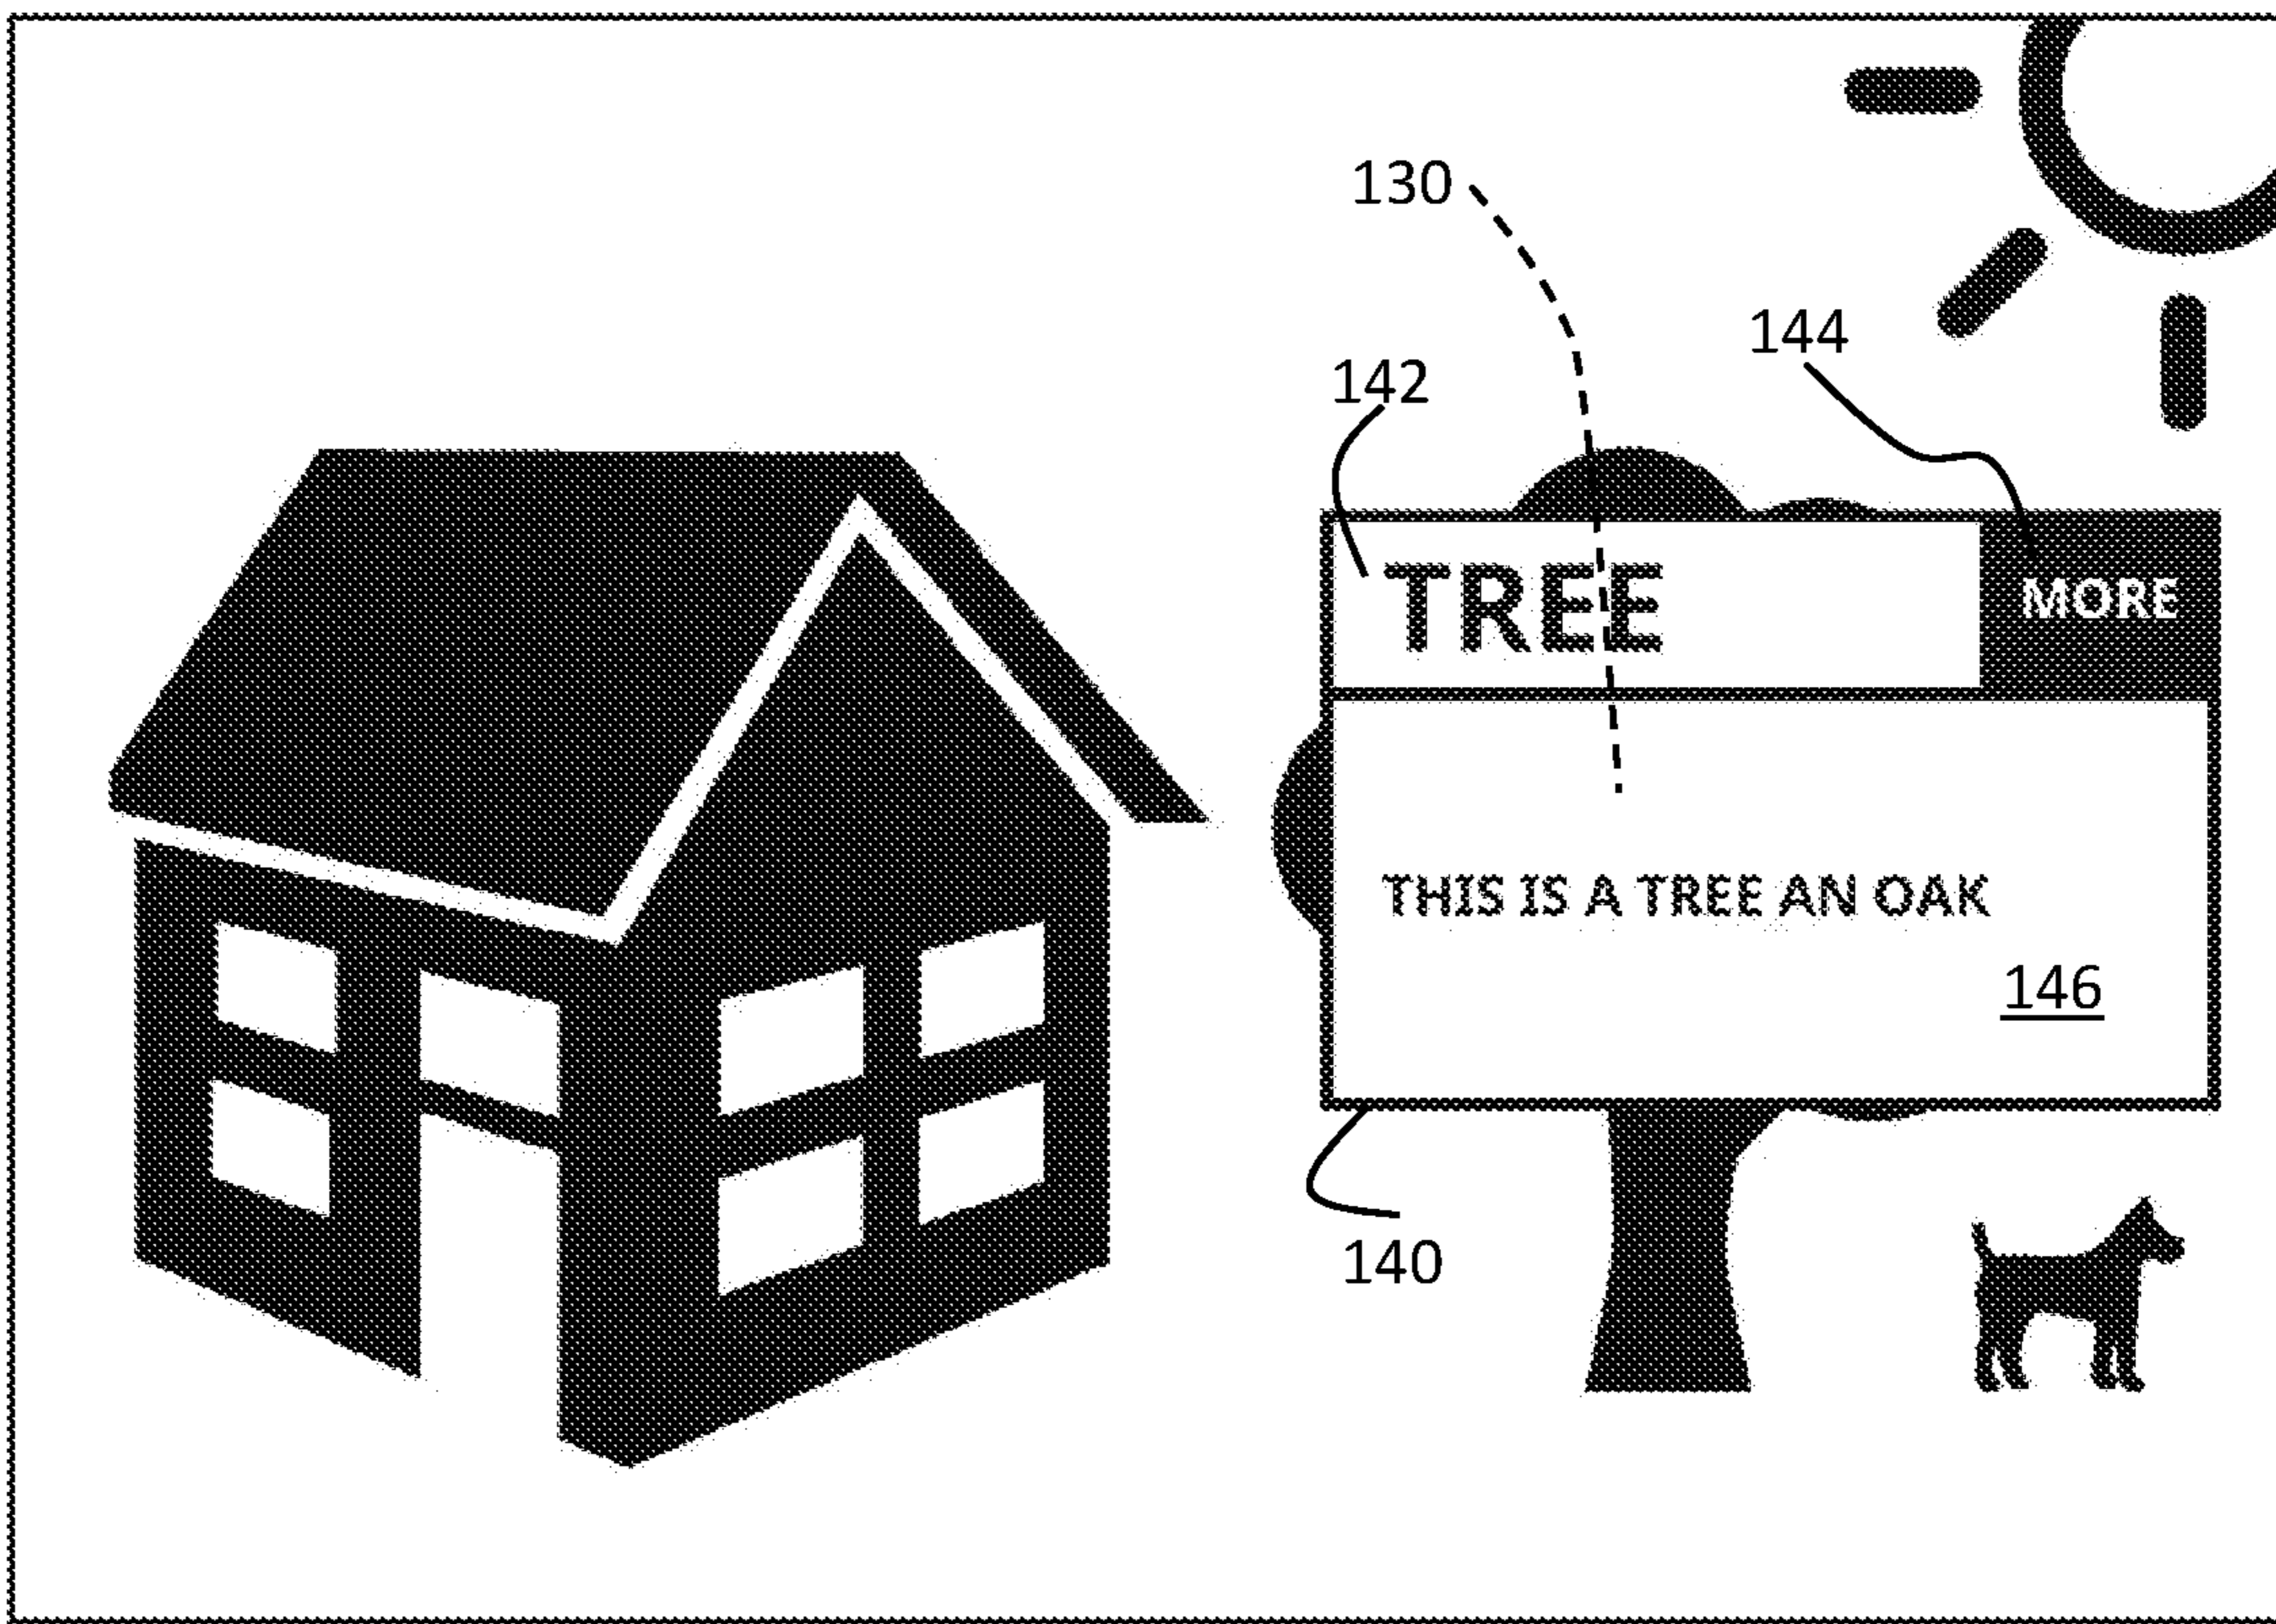 130
144
142
TREE
MORE
THIS IS A TREE AN OAK
146
140